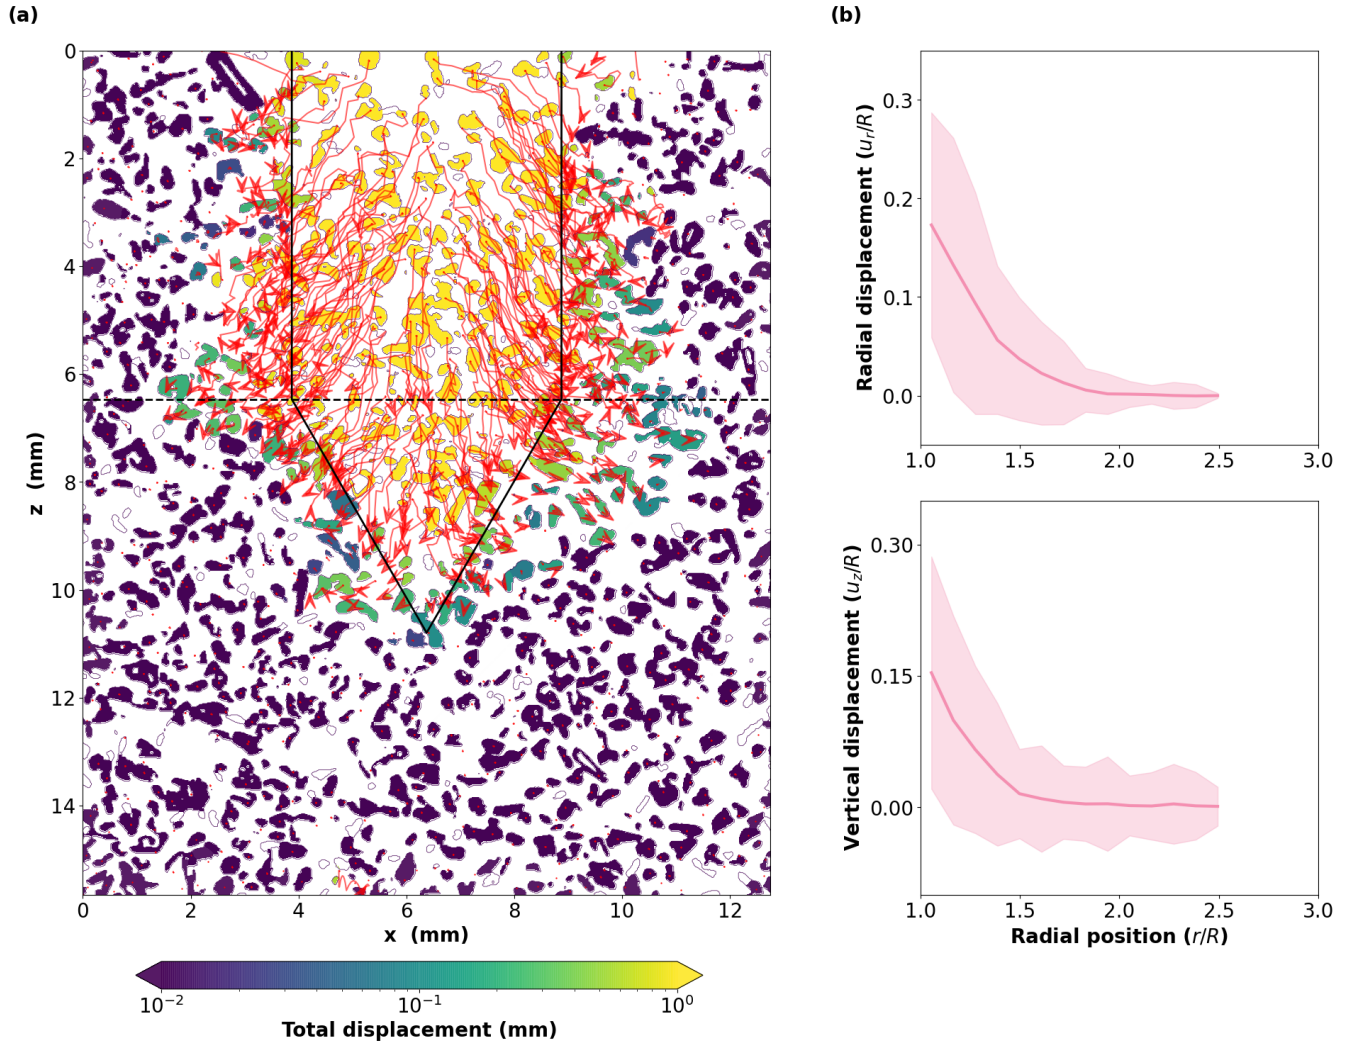 (a)
(b)
0
2
4
6
8
10
12
14
z (mm)
0 2 4 6 8 10 12
x (mm)
10⁻² 10⁻¹ 10⁰
Total displacement (mm)
0.3
0.2
0.1
0.0
Radial displacement (u_r/R)
1.0 1.5 2.0 2.5 3.0
0.30
0.15
0.00
Vertical displacement (u_z/R)
1.0 1.5 2.0 2.5 3.0
Radial position (r/R)